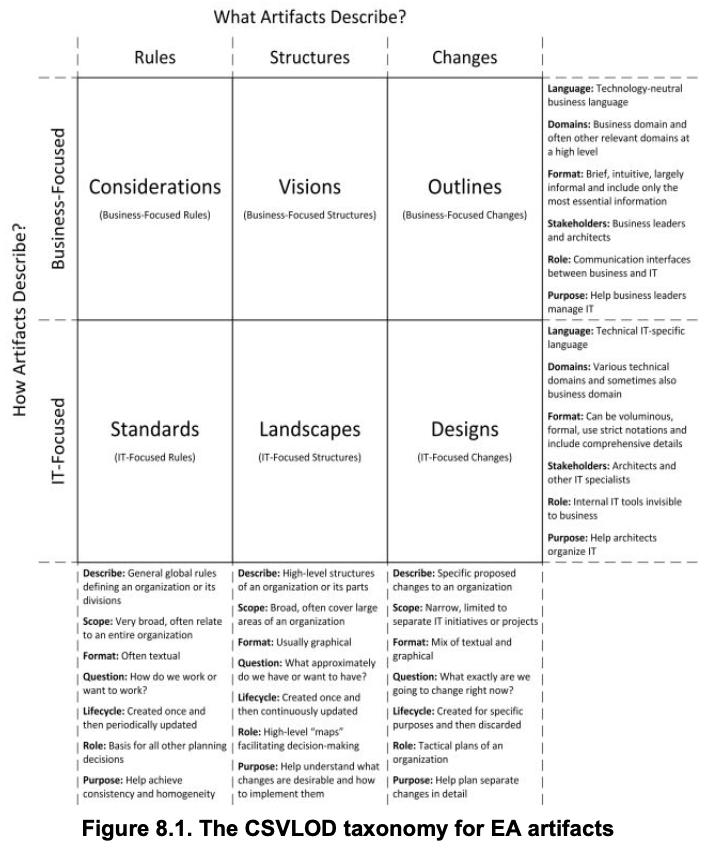 What Artifacts Describe?
Rules
Structures
Changes
How Artifacts Describe?
Business-Focused
Considerations
(Business-Focused Rules)
Visions
(Business-Focused Structures)
Outlines
(Business-Focused Changes)
Language: Technology-neutral
business language
Domains: Business domain and
often other relevant domains at
a high level
Format: Brief, intuitive, largely
informal and include only the
most essential information
Stakeholders: Business leaders
and architects
Role: Communication interfaces
between business and IT
Purpose: Help business leaders
manage IT
IT-Focused
Standards
(IT-Focused Rules)
Landscapes
(IT-Focused Structures)
Designs
(IT-Focused Changes)
Language: Technical IT-specific
language
Domains: Various technical
domains and sometimes also
business domain
Format: Can be voluminous,
formal, use strict notations and
include comprehensive details
Stakeholders: Architects and
other IT specialists
Role: Internal IT tools invisible
to business
Purpose: Help architects
organize IT
Describe: General global rules
defining an organization or its
divisions
Scope: Very broad, often relate
to an entire organization
Format: Often textual
Question: How do we work or
want to work?
Lifecycle: Created once and
then periodically updated
Role: Basis for all other planning
decisions
Purpose: Help achieve
consistency and homogeneity
Describe: High-level structures
of an organization or its parts
Scope: Broad, often cover large
areas of an organization
Format: Usually graphical
Question: What approximately
do we have or want to have?
Lifecycle: Created once and
then continuously updated
Role: High-level “maps”
facilitating decision-making
Purpose: Help understand what
changes are desirable and how
to implement them
Describe: Specific proposed
changes to an organization
Scope: Narrow, limited to
separate IT initiatives or projects
Format: Mix of textual and
graphical
Question: What exactly are we
going to change right now?
Lifecycle: Created for specific
purposes and then discarded
Role: Tactical plans of an
organization
Purpose: Help plan separate
changes in detail
Figure 8.1. The CSVLOD taxonomy for EA artifacts